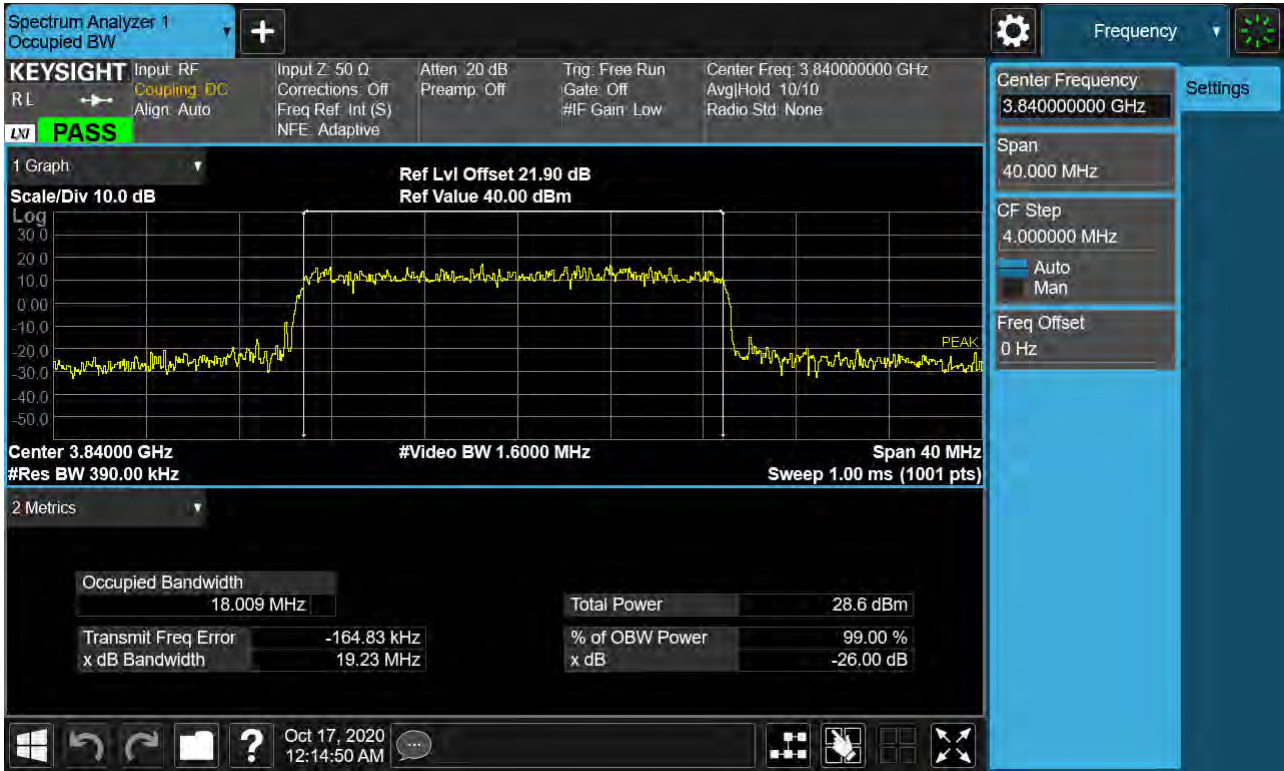 Spectrum Analyzer 1
Occupied BW
Frequency
KEYSIGHT
RL
LXI PASS
Input: RF
Coupling: DC
Align: Auto
Input Z: 50 Ω
Corrections: Off
Freq Ref: Int (S)
NFE: Adaptive
Atten: 20 dB
Preamp: Off
Trig: Free Run
Gate: Off
#IF Gain: Low
Center Freq: 3.840000000 GHz
Avg|Hold: 10/10
Radio Std: None
Center Frequency
3.840000000 GHz
Settings
Span
40.000 MHz
CF Step
4.000000 MHz
Auto
Man
Freq Offset
0 Hz
1 Graph
Scale/Div 10.0 dB
Ref Lvl Offset 21.90 dB
Ref Value 40.00 dBm
Log
30.0
20.0
10.0
0.00
-10.0
-20.0
-30.0
-40.0
-50.0
PEAK
Center 3.84000 GHz
#Video BW 1.6000 MHz
Span 40 MHz
#Res BW 390.00 kHz
Sweep 1.00 ms (1001 pts)
2 Metrics
Occupied Bandwidth
18.009 MHz
Total Power 28.6 dBm
Transmit Freq Error -164.83 kHz
% of OBW Power 99.00 %
x dB Bandwidth 19.23 MHz
x dB -26.00 dB
Oct 17, 2020
12:14:50 AM